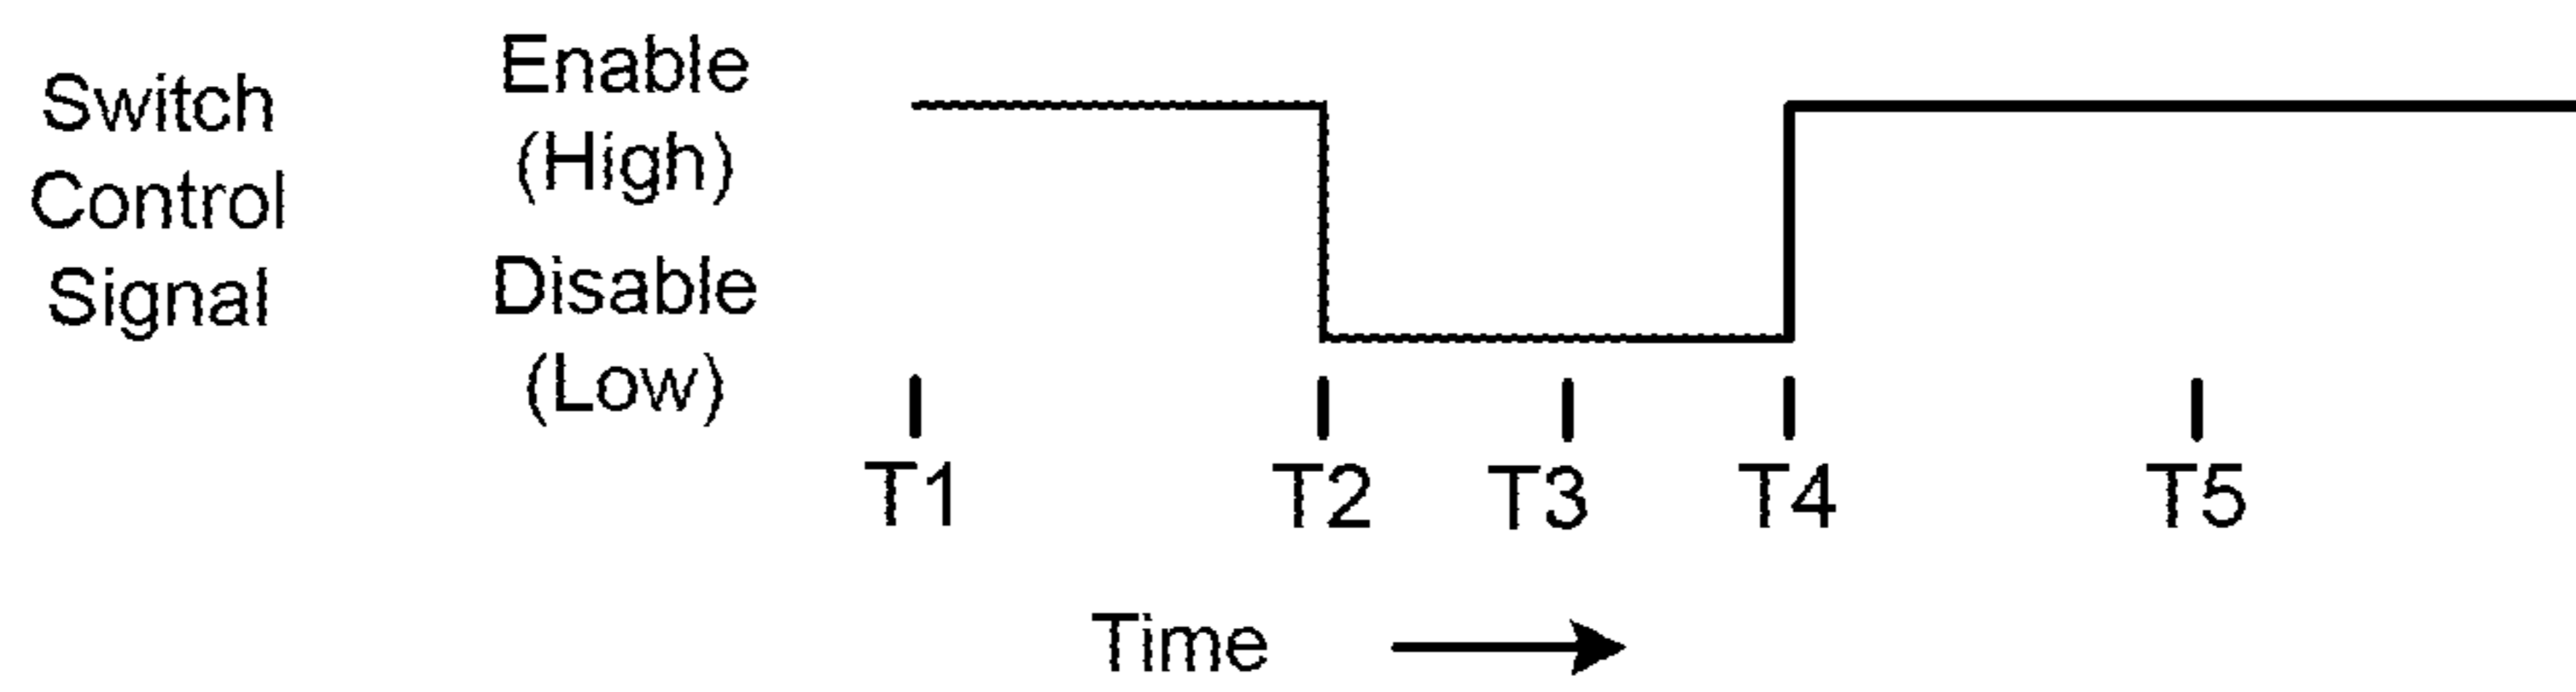 Switch
Control
Signal
Enable
(High)
Disable
(Low)
T1 T2 T3 T4 T5
Time